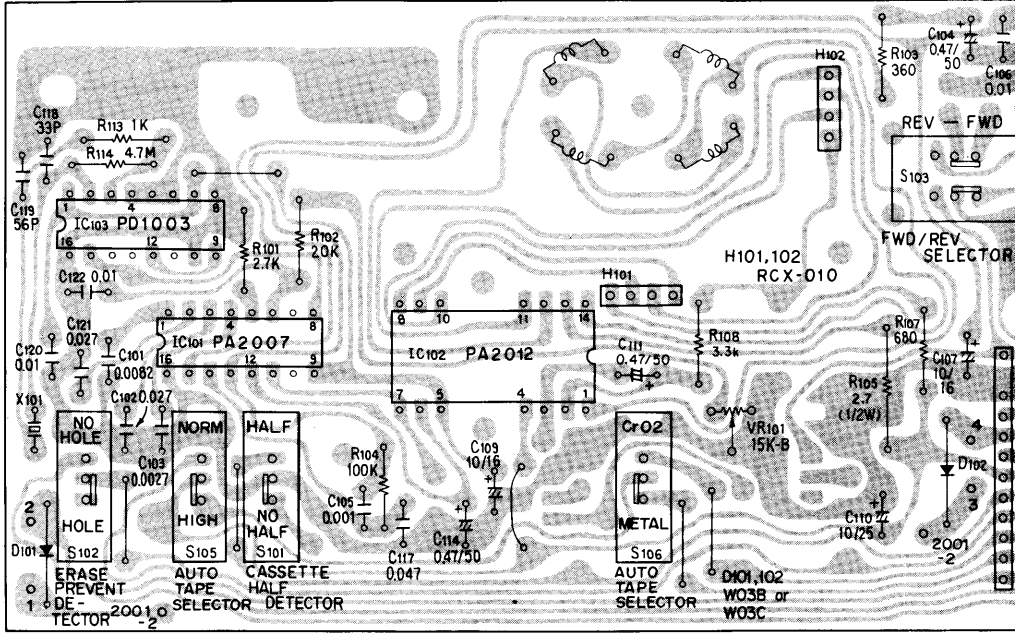 C104
0.47/
50
C106
0.01
R103
360
H102
C118
33P
R113 1K
R114 4.7M
REV — FWD
S103
FWD/REV
SELECTOR
C119
56P
1 4 8
IC103 PD1003
16 12 9
R101
2.7K
R102
20K
H101,102
RCX-010
C122 0.01
H101
C121
0.027
C120
0.01
C101
0.0082
1 4 8
IC101 PA2007
16 12 9
8 10 11 14
IC102 PA2012
7 5 4 1
C111
0.47/50
R108
3.3k
R107
680
C107
10/
16
R105
2.7
(1/2W)
X101
C102 0.027
C103
0.0027
NO
HOLE
HOLE
S102
NORM
HIGH
S105
HALF
NO
HALF
S101
R104
100K
C105
0.001
C117
0.047
C109
10/16
C114
0.47/50
CrO2
METAL
S106
VR101
15K-B
4
D102
3
C110
10/25
2001
-2
2
D101
1
ERASE
PREVENT
DE-
TECTOR
2001
-2
AUTO
TAPE
SELECTOR
CASSETTE
HALF
DETECTOR
AUTO
TAPE
SELECTOR
D101,102
W03B or
W03C